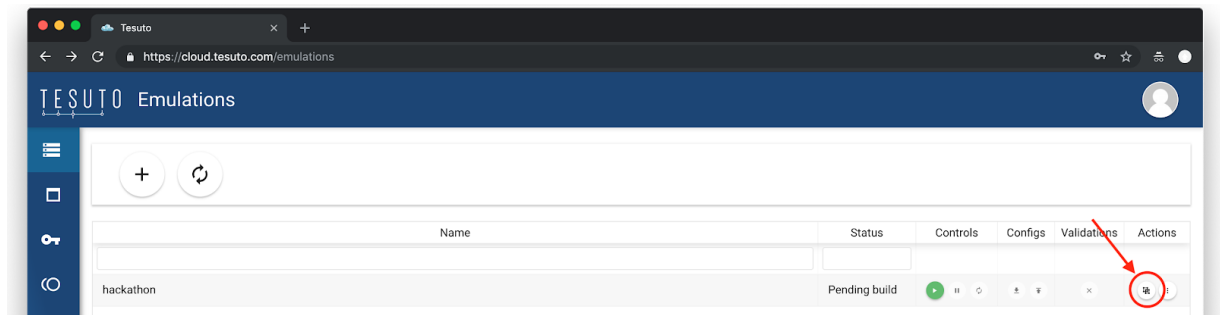 Tesuto
https://cloud.tesuto.com/emulations
TESUTO Emulations
Name Status Controls Configs Validations Actions
hackathon Pending build